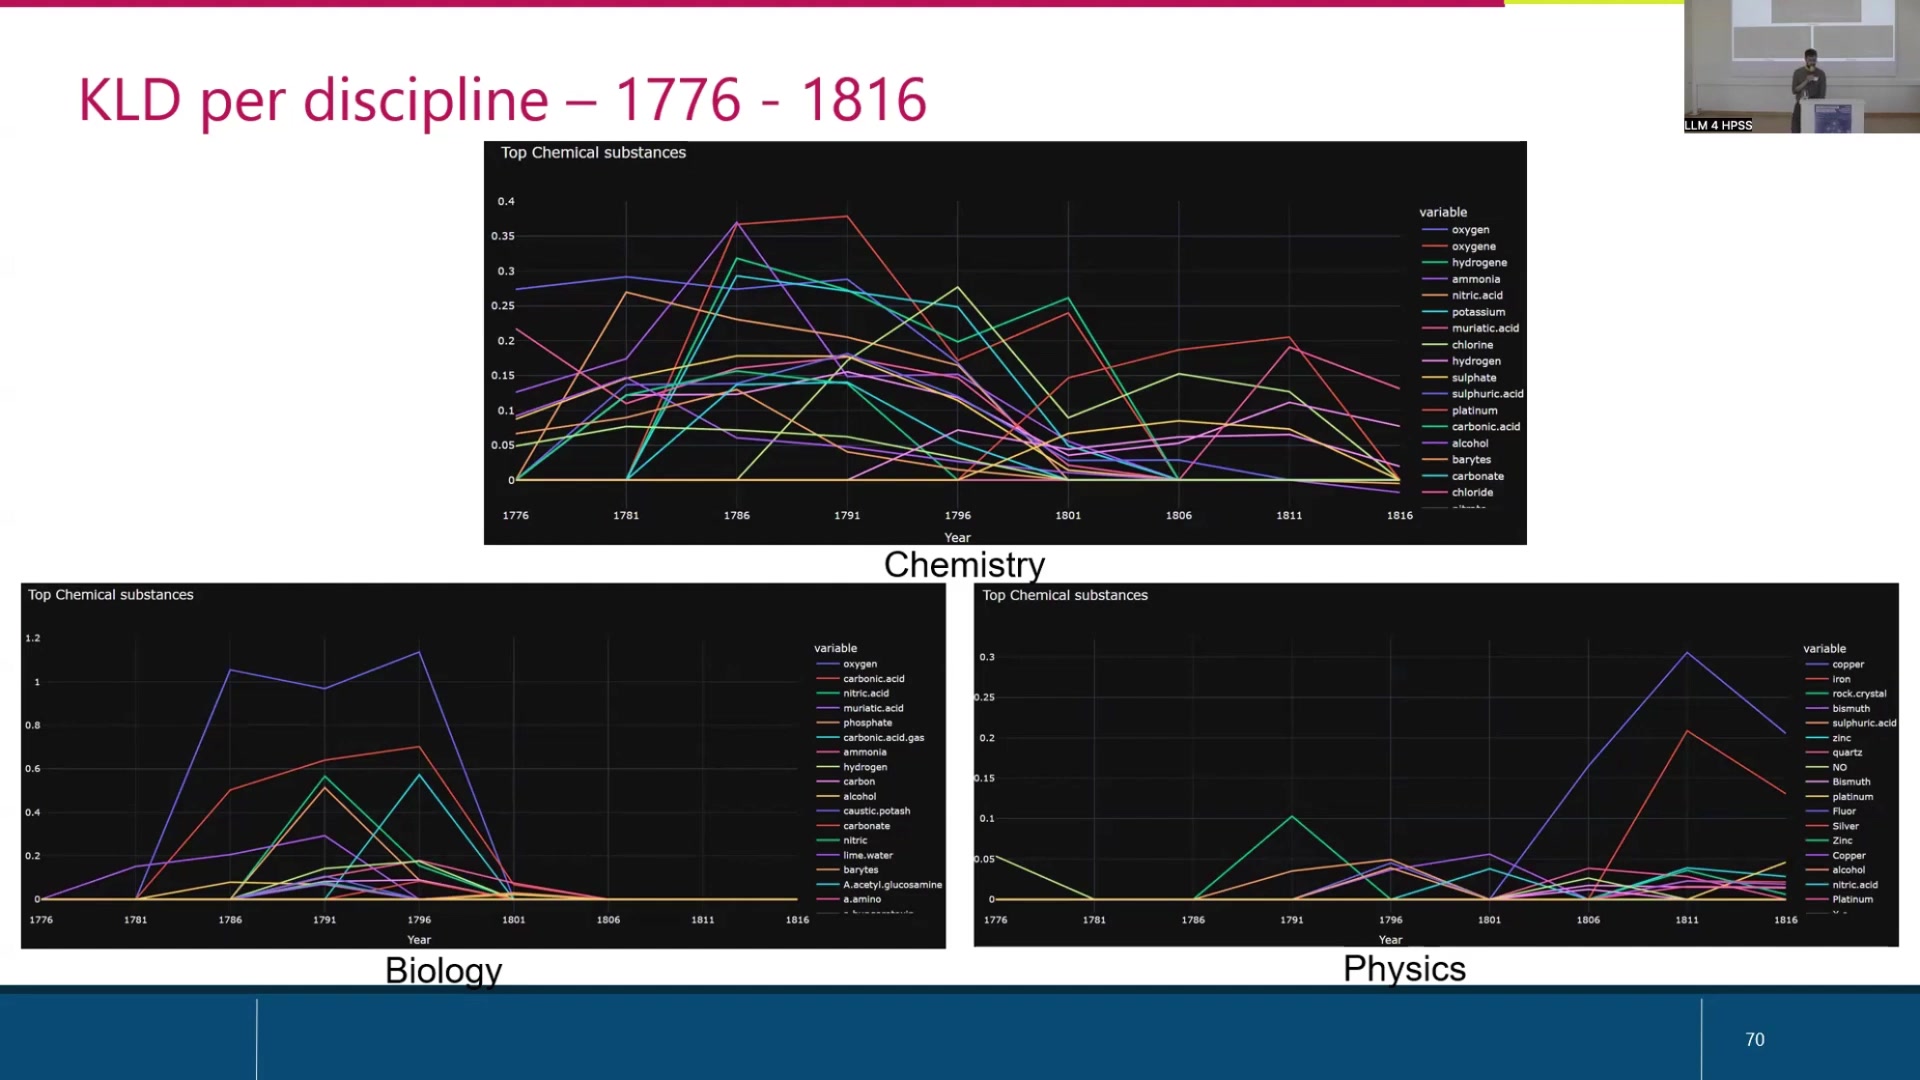 KLD per discipline – 1776 - 1816
LLM 4 HPSS
Top Chemical substances
0.4
0.35
0.3
0.25
0.2
0.15
0.1
0.05
0
1776 1781 1786 1791 1796 1801 1806 1811 1816
Year
variable
oxygen
oxygene
hydrogene
ammonia
nitric.acid
potassium
muriatic.acid
chlorine
hydrogen
sulphate
sulphuric.acid
platinum
carbonic.acid
alcohol
barytes
carbonate
chloride
Chemistry
Top Chemical substances
1.2
1
0.8
0.6
0.4
0.2
0
1776 1781 1786 1791 1796 1801 1806 1811 1816
Year
variable
oxygen
carbonic.acid
nitric.acid
muriatic.acid
phosphate
carbonic.acid.gas
ammonia
hydrogen
carbon
alcohol
caustic.potash
carbonate
nitric
lime.water
barytes
A.acetyl.glucosamine
a.amino
Biology
Top Chemical substances
0.3
0.25
0.2
0.15
0.1
0.05
0
1776 1781 1786 1791 1796 1801 1806 1811 1816
Year
variable
copper
iron
rock.crystal
bismuth
sulphuric.acid
zinc
quartz
NO
Bismuth
platinum
Fluor
Silver
Zinc
Copper
alcohol
nitric.acid
Platinum
Physics
70